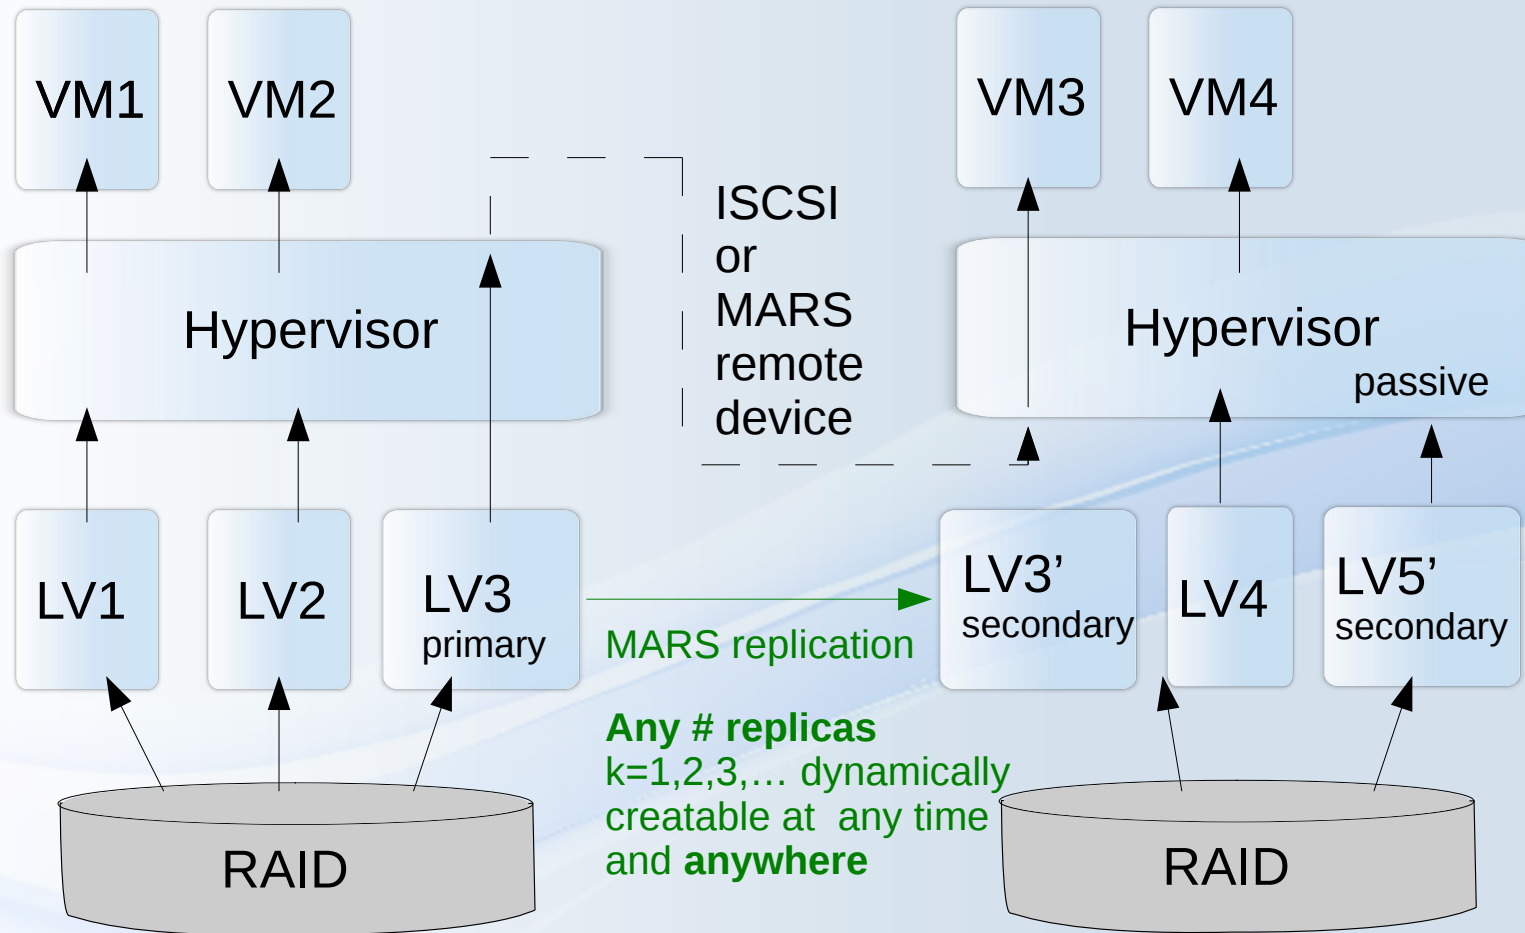 VM1
VM2
VM3
VM4
ISCSI
or
MARS
remote
device
Hypervisor
Hypervisor
passive
LV1
LV2
LV3
primary
LV3’
secondary
LV4
LV5’
secondary
MARS replication
Any # replicas
k=1,2,3,… dynamically
creatable at any time
and anywhere
RAID
RAID